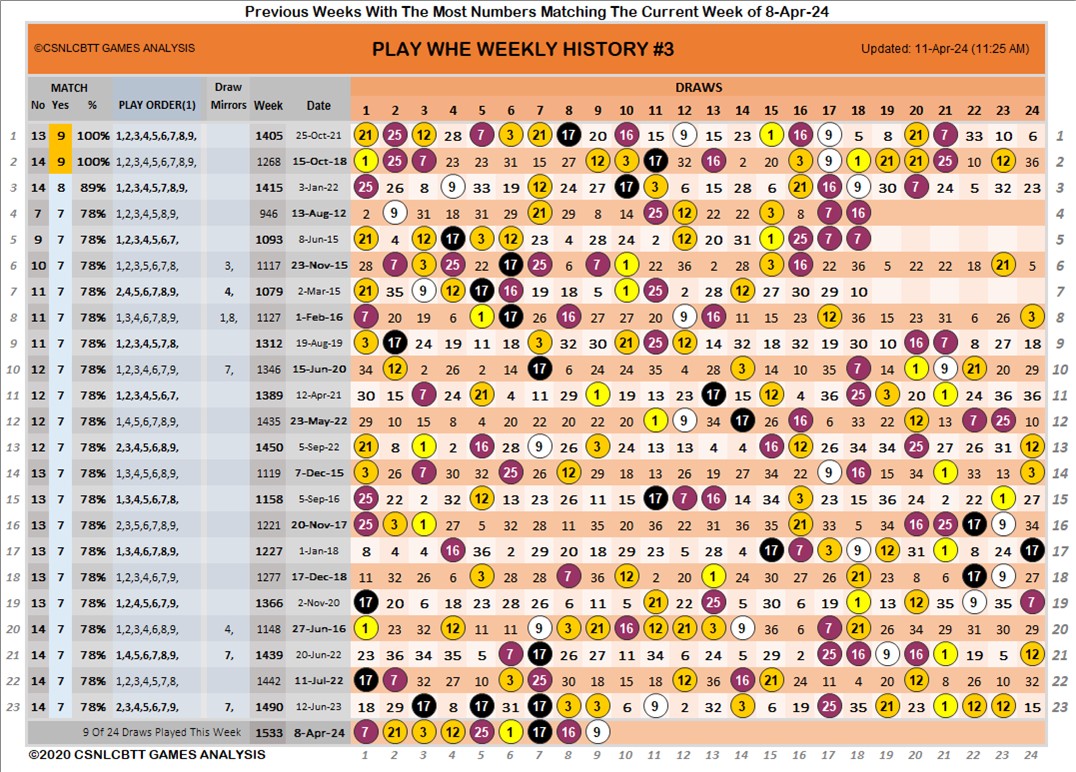 Previous Weeks With The Most Numbers Matching The Current Week of 8-Apr-24
©CSNLCBTT GAMES ANALYSIS PLAY WHE WEEKLY HISTORY #3 Updated: 11-Apr-24 (11:25 AM)
MATCH Draw DRAWS
No Yes % PLAY ORDER(1) Mirrors Week Date 1 2 3 4 5 6 7 8 9 10 11 12 13 14 15 16 17 18 19 20 21 22 23 24
1 13 9 100% 1,2,3,4,5,6,7,8,9, 1405 25-Oct-21 21 25 12 28 7 3 21 17 20 16 15 9 15 23 1 16 9 5 8 21 7 33 10 6 1
2 14 9 100% 1,2,3,4,5,6,7,8,9, 1268 15-Oct-18 1 25 7 23 23 31 15 27 12 3 17 32 16 2 20 3 9 1 21 21 25 10 12 36 2
3 14 8 89% 1,2,3,4,5,7,8,9, 1415 3-Jan-22 25 26 8 9 33 19 12 24 27 17 3 6 15 28 6 21 16 9 30 7 24 5 32 23 3
4 7 7 78% 1,2,3,4,5,8,9, 946 13-Aug-12 2 9 31 18 31 29 21 29 8 14 25 12 22 22 3 8 7 16 4
5 9 7 78% 1,2,3,4,5,6,7, 1093 8-Jun-15 21 4 12 17 3 12 23 4 28 24 2 12 20 31 1 25 7 7 5
6 10 7 78% 1,2,3,5,6,7,8, 3, 1117 23-Nov-15 28 7 3 25 22 17 25 6 7 1 22 36 2 28 3 16 22 36 5 22 22 18 21 5 6
7 11 7 78% 2,4,5,6,7,8,9, 4, 1079 2-Mar-15 21 35 9 12 17 16 19 18 5 1 25 2 28 12 27 30 29 10 7
8 11 7 78% 1,3,4,6,7,8,9, 1,8, 1127 1-Feb-16 7 20 19 6 1 17 26 16 27 27 20 9 16 11 15 23 12 36 15 20 23 31 6 26 3 8
9 11 7 78% 1,2,3,4,5,7,8, 1312 19-Aug-19 3 17 24 19 11 18 3 32 30 21 25 12 14 32 18 32 19 30 10 16 7 8 27 18 9
10 12 7 78% 1,2,3,4,6,7,9, 7, 1346 15-Jun-20 34 12 4 26 2 14 7 6 24 24 35 4 28 3 14 10 35 7 14 1 9 21 20 29 10
11 12 7 78% 1,2,3,4,5,6,7, 1389 12-Apr-21 30 15 7 24 21 4 11 29 1 19 13 23 17 15 12 4 36 25 3 20 1 24 36 36 11
12 12 7 78% 1,4,5,6,7,8,9, 1435 23-May-22 29 10 15 8 4 20 22 22 20 22 1 9 34 17 26 16 6 33 22 12 13 7 25 10 12
13 12 7 78% 2,3,4,5,6,8,9, 1450 5-Sep-22 21 8 1 2 16 28 9 26 3 24 13 13 4 4 16 12 26 34 34 25 27 26 31 12 13
14 13 7 78% 1,3,4,5,6,8,9, 1119 7-Dec-15 3 26 7 30 32 25 26 12 29 18 13 26 19 27 34 22 9 16 34 34 1 33 13 3 14
15 13 7 78% 1,3,4,5,6,7,8, 1158 5-Sep-16 25 22 2 32 12 13 23 26 11 15 17 7 16 14 34 3 23 15 36 21 2 22 1 27 15
16 13 7 78% 2,3,5,6,7,8,9, 1221 20-Nov-17 25 3 1 27 5 32 28 11 35 20 36 22 31 36 35 21 33 5 34 16 25 17 9 34 16
17 13 7 78% 1,3,4,6,7,8,9, 1227 1-Jan-18 8 4 4 16 36 2 29 20 18 29 23 5 28 4 17 7 3 9 12 31 1 8 24 17 17
18 13 7 78% 1,2,3,4,6,7,9, 1277 17-Dec-18 11 32 26 6 3 28 28 7 36 12 2 20 1 24 30 27 26 21 23 8 6 17 9 27 18
19 13 7 78% 1,2,4,5,6,7,9, 1366 2-Nov-20 17 20 6 18 23 28 26 6 11 5 21 22 25 5 30 6 19 1 13 12 35 9 35 7 19
20 14 7 78% 1,2,3,4,6,8,9, 4, 1148 27-Jun-16 1 23 32 12 11 11 9 3 21 16 12 21 3 9 36 6 7 21 26 34 29 31 30 29 20
21 14 7 78% 1,4,5,6,7,8,9, 7, 1439 20-Jun-22 23 36 34 35 5 7 17 26 27 11 34 6 24 5 29 2 25 16 9 16 1 19 5 12 21
22 14 7 78% 1,2,3,4,5,7,8, 1442 11-Jul-22 17 7 32 27 10 3 25 30 15 18 8 12 36 16 21 24 11 4 20 12 8 26 10 32 22
23 14 7 78% 2,3,4,5,6,7,9, 7, 1490 12-Jun-23 18 29 17 8 17 31 17 3 3 6 9 2 32 3 6 19 25 35 21 23 1 12 12 15 23
9 Of 24 Draws Played This Week 1533 8-Apr-24 7 21 3 12 25 1 17 16 9
©2020 CSNLCBTT GAMES ANALYSIS 1 2 3 4 5 6 7 8 9 10 11 12 13 14 15 16 17 18 19 20 21 22 23 24